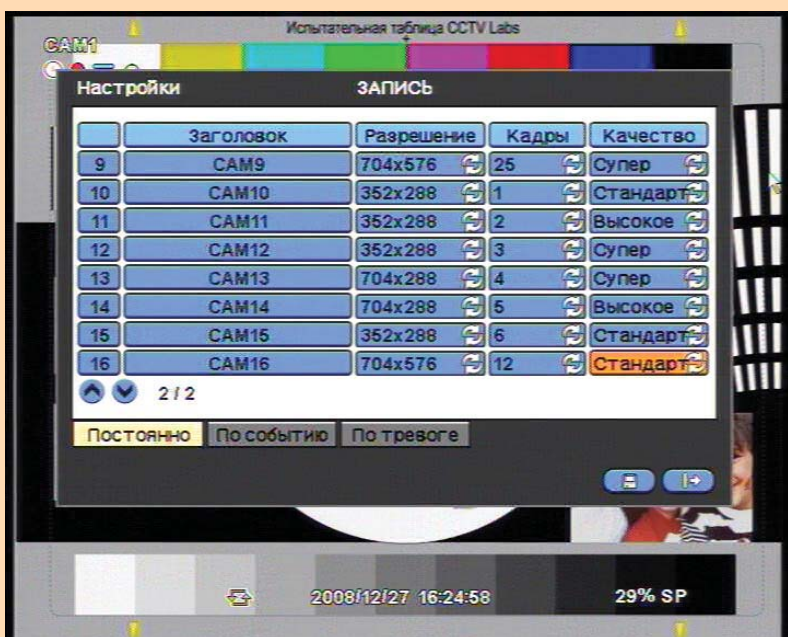 Испытательная таблица CCTV Labs
CAM1
Настройки ЗАПИСЬ
Заголовок Разрешение Кадры Качество
9 CAM9 704x576 25 Супер
10 CAM10 352x288 1 Стандарт
11 CAM11 352x288 2 Высокое
12 CAM12 352x288 3 Супер
13 CAM13 704x288 4 Супер
14 CAM14 704x288 5 Высокое
15 CAM15 352x288 6 Стандарт
16 CAM16 704x576 12 Стандарт
2/2
Постоянно По событию По тревоге
2008/12/27 16:24:58 29% SP